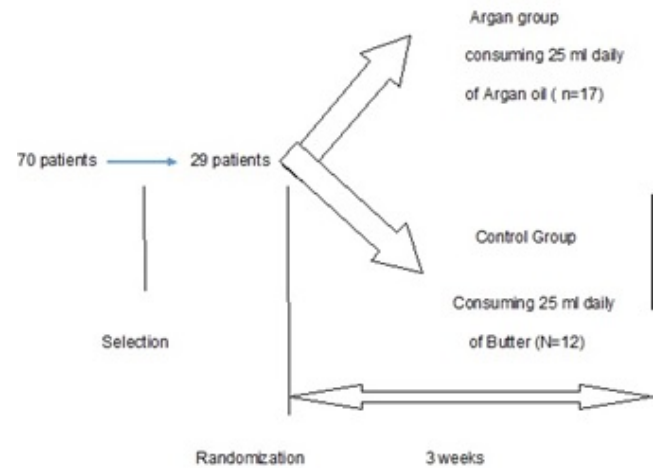 Argan group
consuming 25 ml daily
of Argan oil ( n=17)
70 patients
29 patients
Control Group
Consuming 25 ml daily
of Butter (N=12)
Selection
Randomization
3 weeks